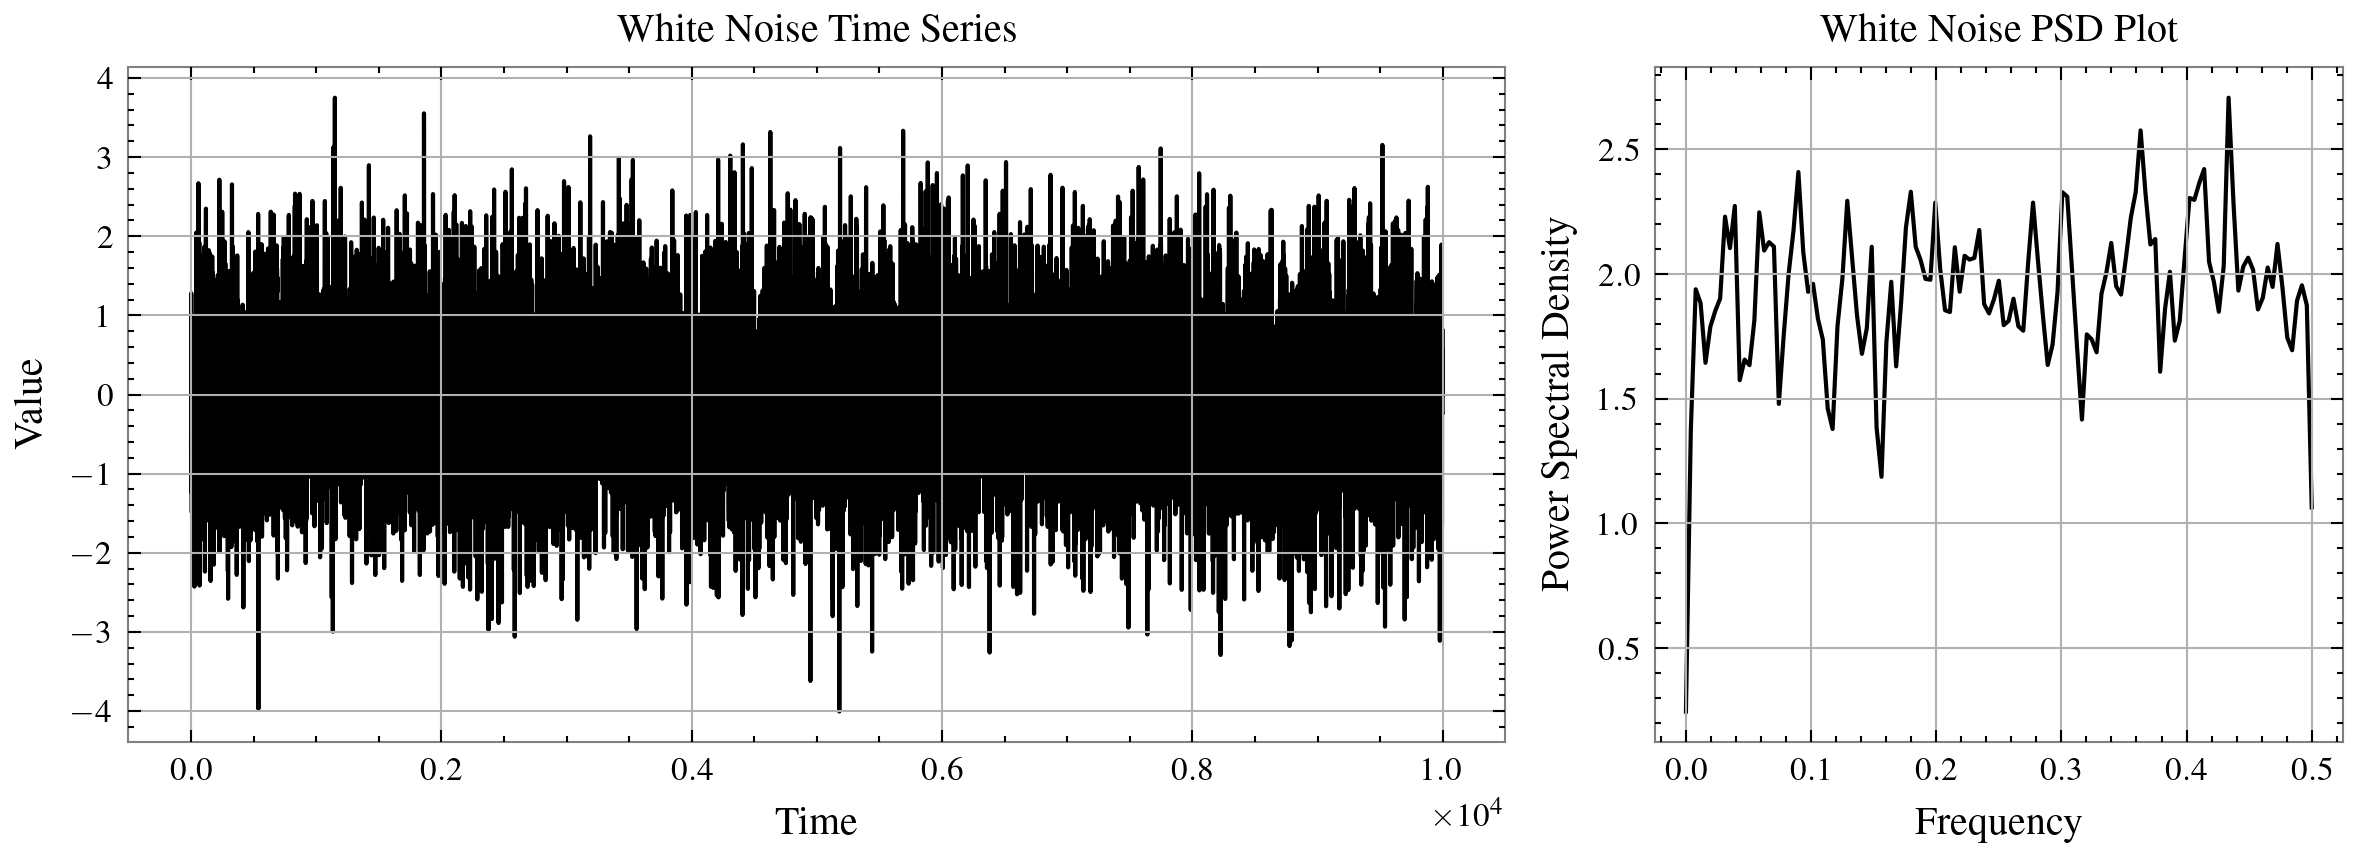 White Noise Time Series
4
3
2
1
0
−1
−2
−3
−4
Value
0.0 0.2 0.4 0.6 0.8 1.0
×10⁴
Time
White Noise PSD Plot
2.5
2.0
1.5
1.0
0.5
Power Spectral Density
0.0 0.1 0.2 0.3 0.4 0.5
Frequency